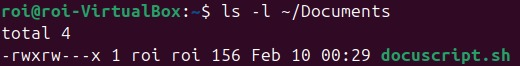 roi@roi-VirtualBox:~$ ls -l ~/Documents
total 4
-rwxrw---x 1 roi roi 156 Feb 10 00:29 docuscript.sh